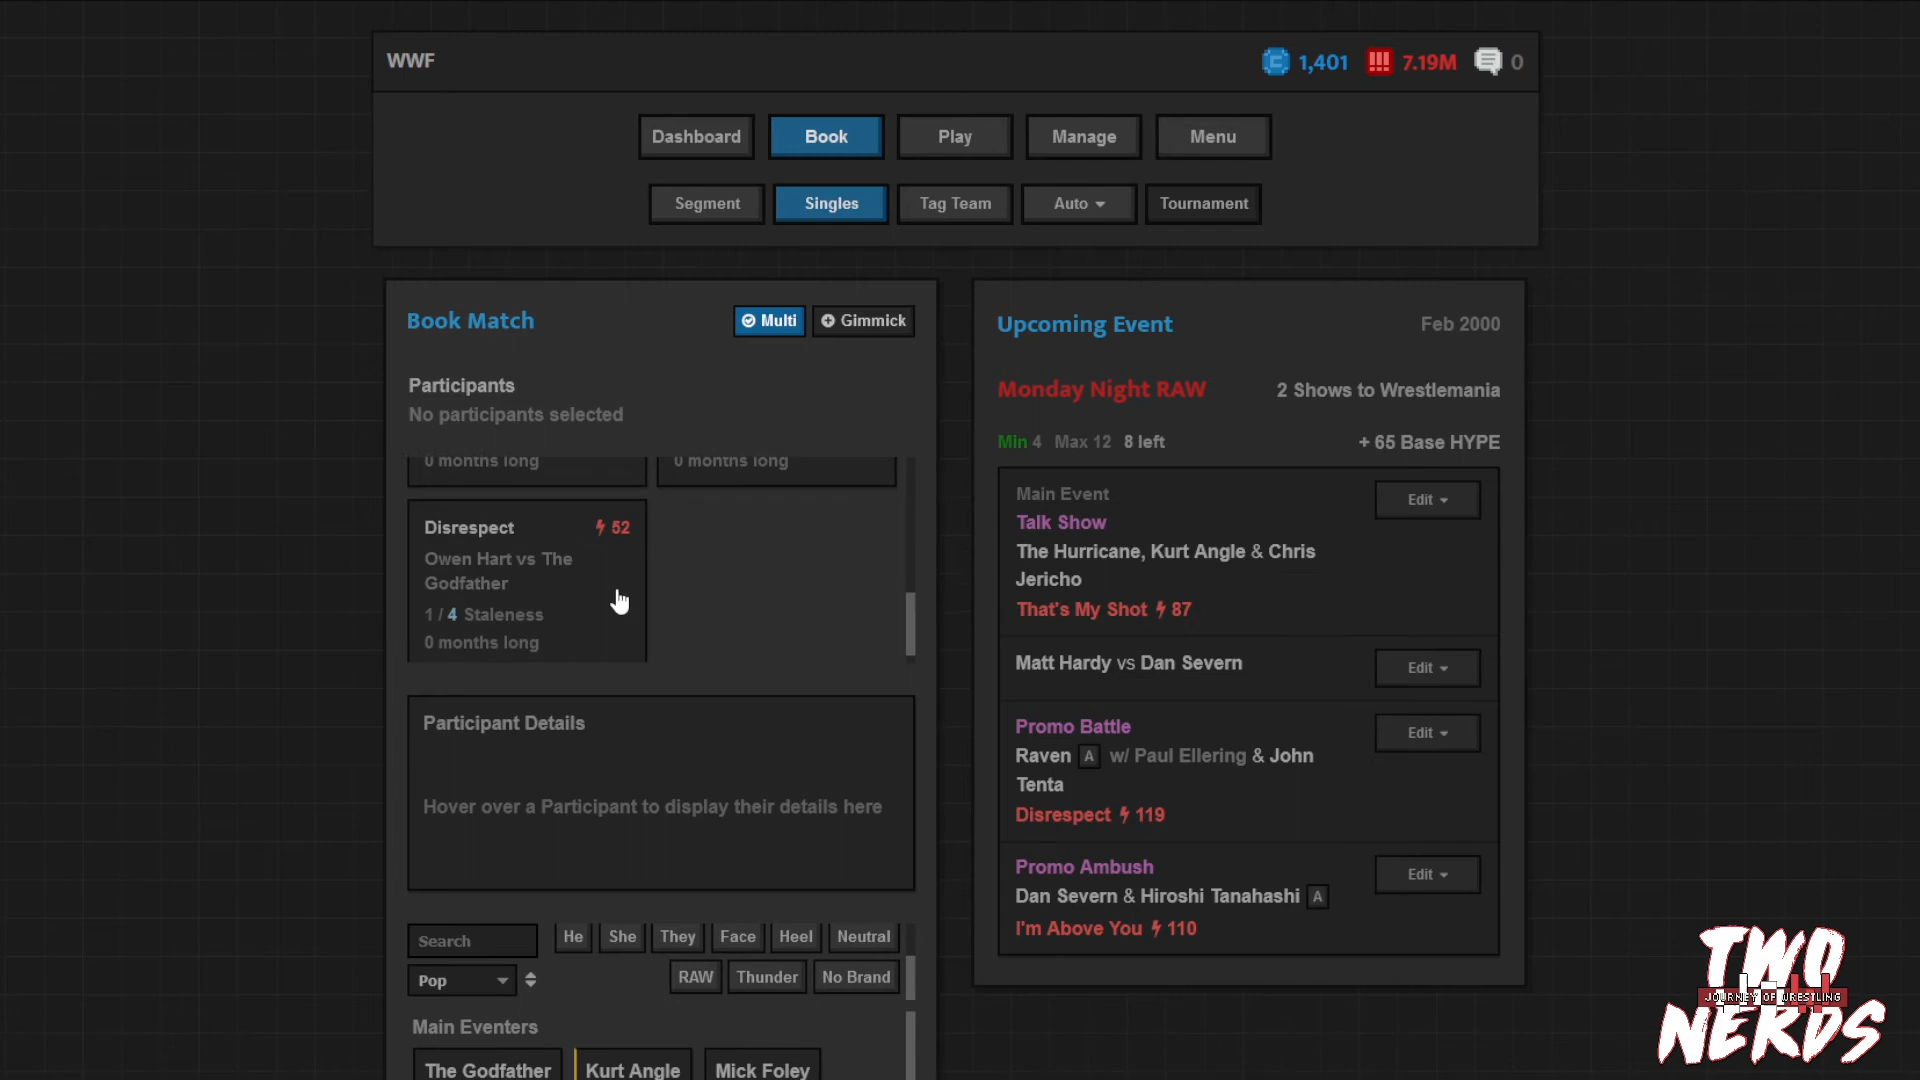 WWF
1,401
7.19M
0
Dashboard
Book
Play
Manage
Menu
Segment
Singles
Tag Team
Auto
Tournament
Book Match
Multi
Gimmick
Participants
No participants selected
0 months long
0 months long
Disrespect
52
Owen Hart vs The
Godfather
1 / 4 Staleness
0 months long
Participant Details
Hover over a Participant to display their details here
Search
He
She
They
Face
Heel
Neutral
Pop
RAW
Thunder
No Brand
Main Eventers
The Godfather
Kurt Angle
Mick Foley
Upcoming Event
Feb 2000
Monday Night RAW
2 Shows to Wrestlemania
Min 4 Max 12 8 left
+ 65 Base HYPE
Main Event
Edit
Talk Show
The Hurricane, Kurt Angle & Chris
Jericho
That's My Shot 87
Matt Hardy vs Dan Severn
Edit
Promo Battle
Edit
Raven A w/ Paul Ellering & John
Tenta
Disrespect 119
Promo Ambush
Edit
Dan Severn & Hiroshi Tanahashi A
I'm Above You 110
TWO
JOURNEY OF WRESTLING
NERDS